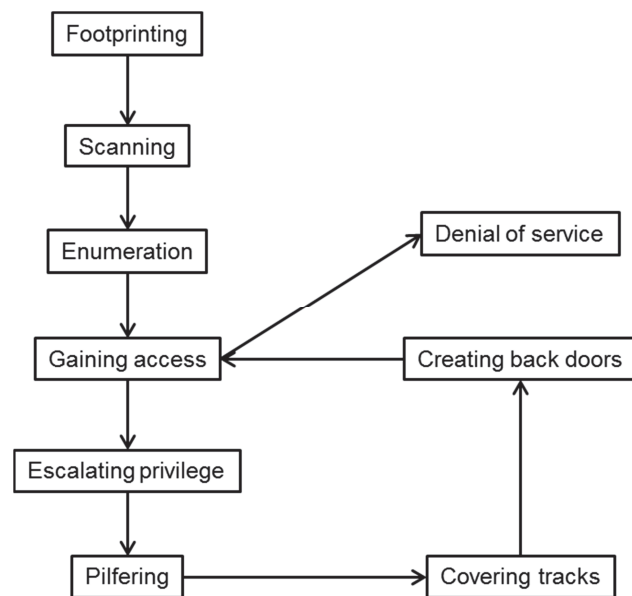 Footprinting
Scanning
Enumeration
Denial of service
Gaining access
Creating back doors
Escalating privilege
Pilfering
Covering tracks